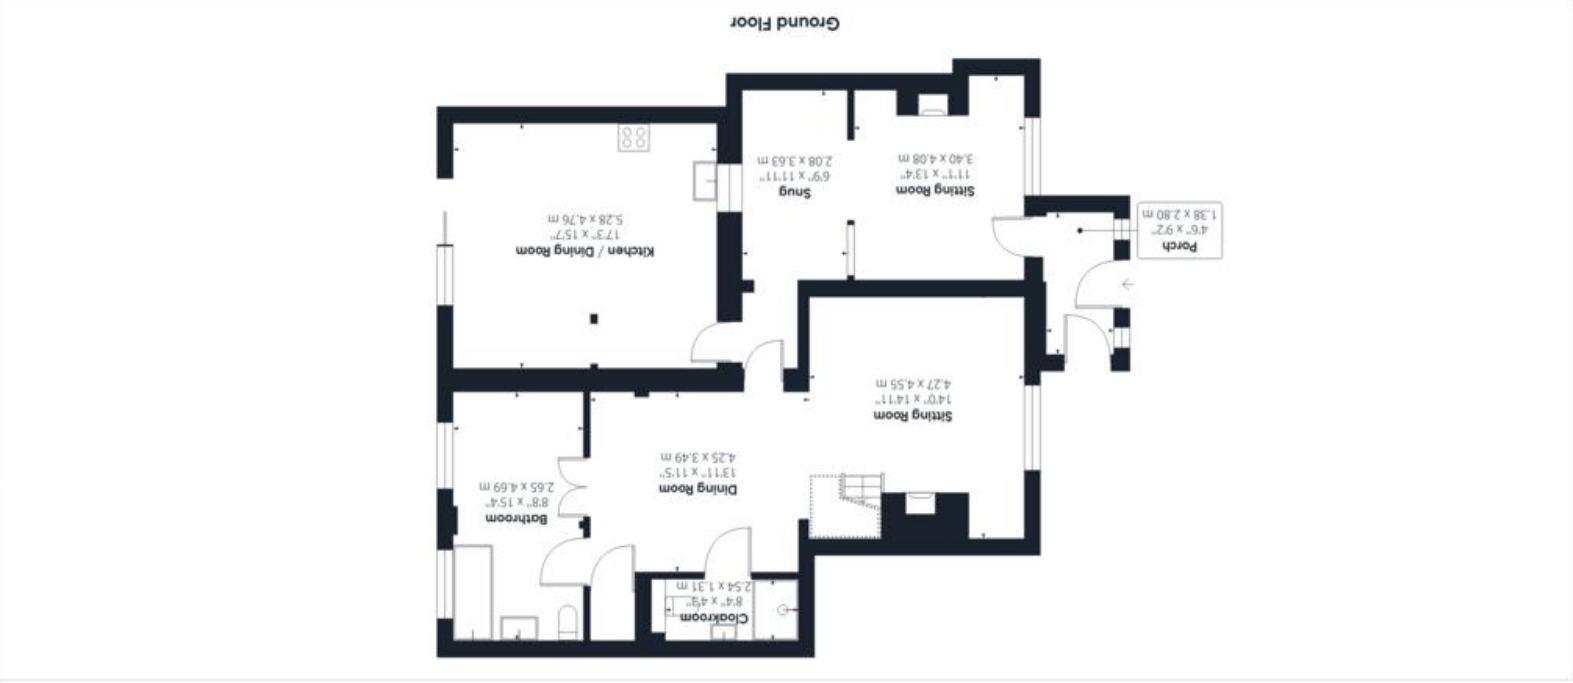 Cloakroom
8'4" x 4'3"
2.54 x 1.31 m
Bathroom
8'8" x 15'4"
2.65 x 4.69 m
Dining Room
13'11" x 11'5"
4.25 x 3.49 m
Sitting Room
14'0" x 14'11"
4.27 x 4.55 m
Kitchen / Dining Room
17'3" x 15'7"
5.28 x 4.76 m
Porch
4'6" x 9'2"
1.38 x 2.80 m
Snug
6'9" x 11'11"
2.08 x 3.63 m
Sitting Room
11'1" x 13'4"
3.40 x 4.08 m
Ground Floor